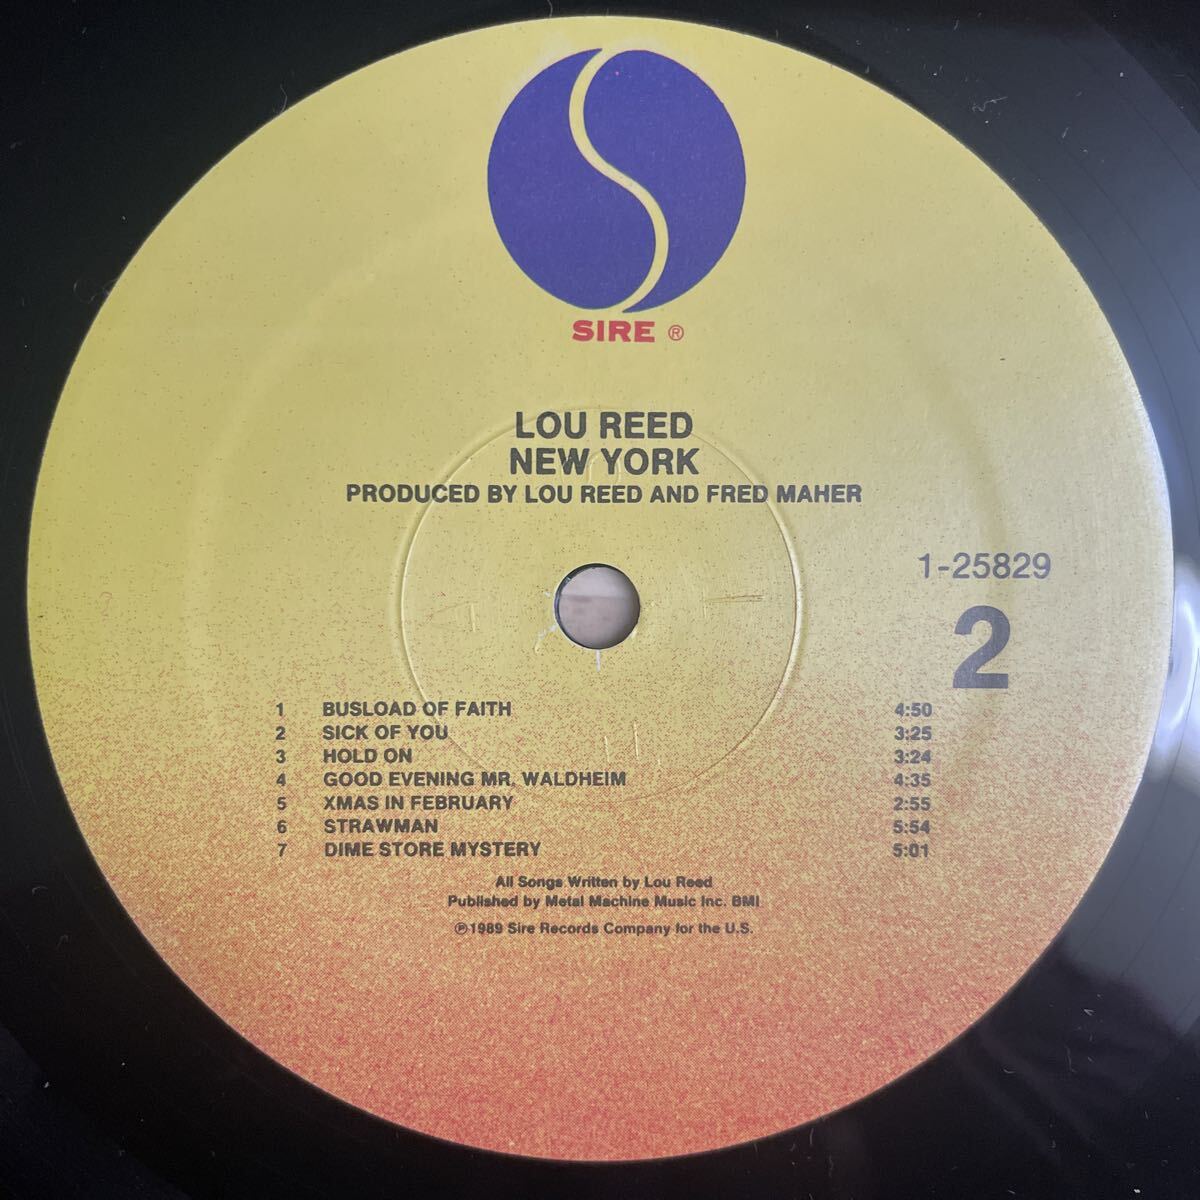 SIRE ®
LOU REED
NEW YORK
PRODUCED BY LOU REED AND FRED MAHER
1-25829
2
1 BUSLOAD OF FAITH 4:50
2 SICK OF YOU 3:25
3 HOLD ON 3:24
4 GOOD EVENING MR. WALDHEIM 4:35
5 XMAS IN FEBRUARY 2:55
6 STRAWMAN 5:54
7 DIME STORE MYSTERY 5:01
All Songs Written by Lou Reed
Published by Metal Machine Music Inc. BMI
℗1989 Sire Records Company for the U.S.